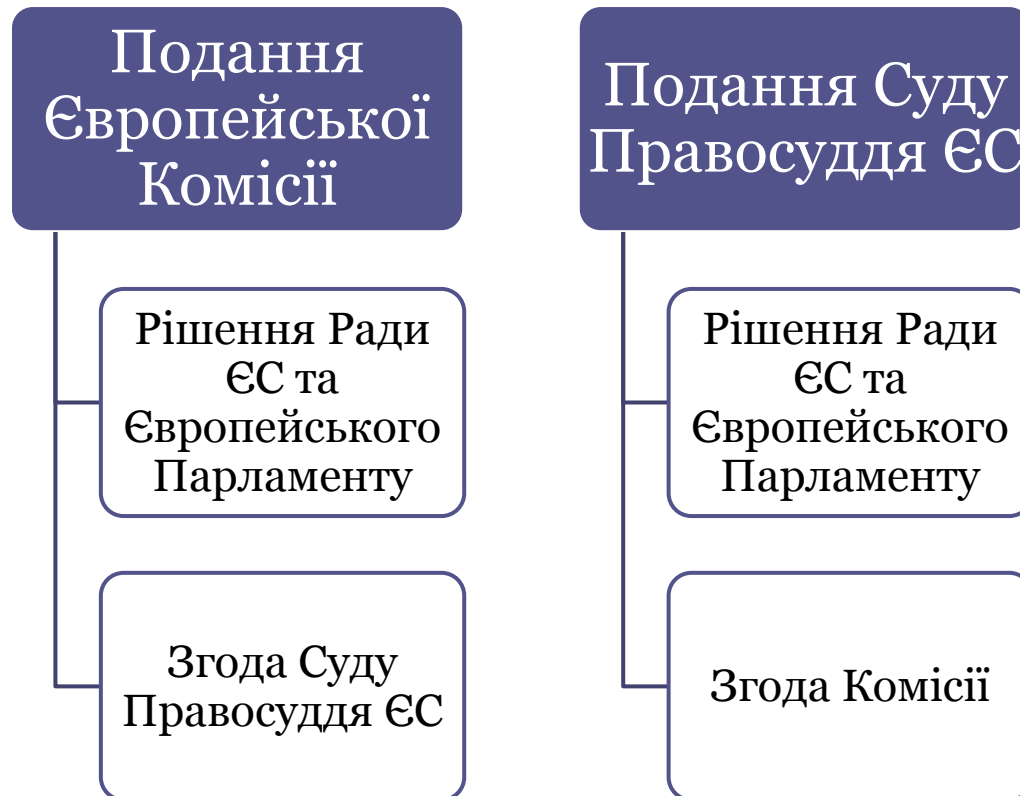 Подання
Європейської
Комісії
Рішення Ради
ЄС та
Європейського
Парламенту
Згода Суду
Правосуддя ЄС
Подання Суду
Правосуддя ЄС
Рішення Ради
ЄС та
Європейського
Парламенту
Згода Комісії